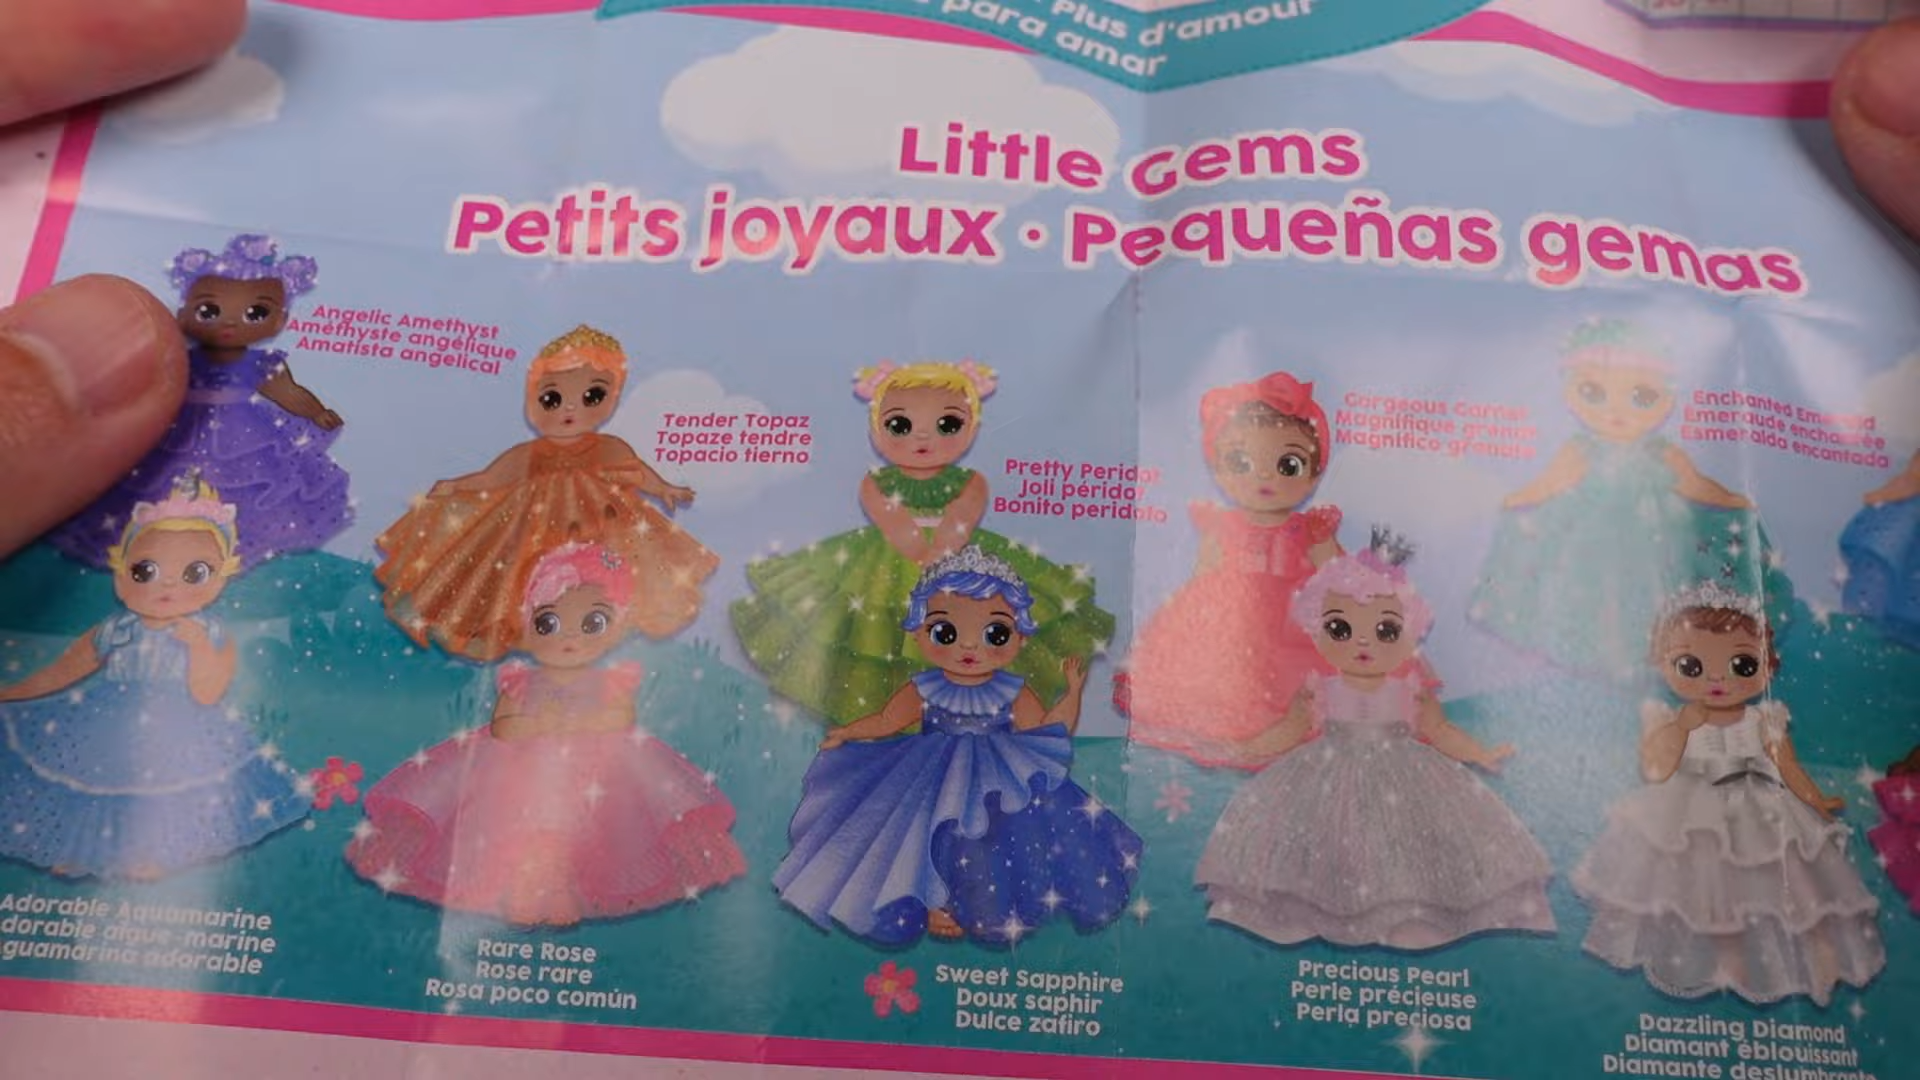 Plus d'amour
para amar
Little Gems
Petits joyaux • Pequeñas gemas
Angelic Amethyst
Améthyste angélique
Amatista angelical
Tender Topaz
Topaze tendre
Topacio tierno
Pretty Peridot
Joli péridot
Bonito peridoto
Gorgeous Garnet
Magnifique grenat
Magnífico granate
Enchanted Emerald
Émeraude enchantée
Esmeralda encantada
Adorable Aquamarine
dorable aigue-marine
guamarina adorable
Rare Rose
Rose rare
Rosa poco común
Sweet Sapphire
Doux saphir
Dulce zafiro
Precious Pearl
Perle précieuse
Perla preciosa
Dazzling Diamond
Diamant éblouissant
Diamante deslumbrante